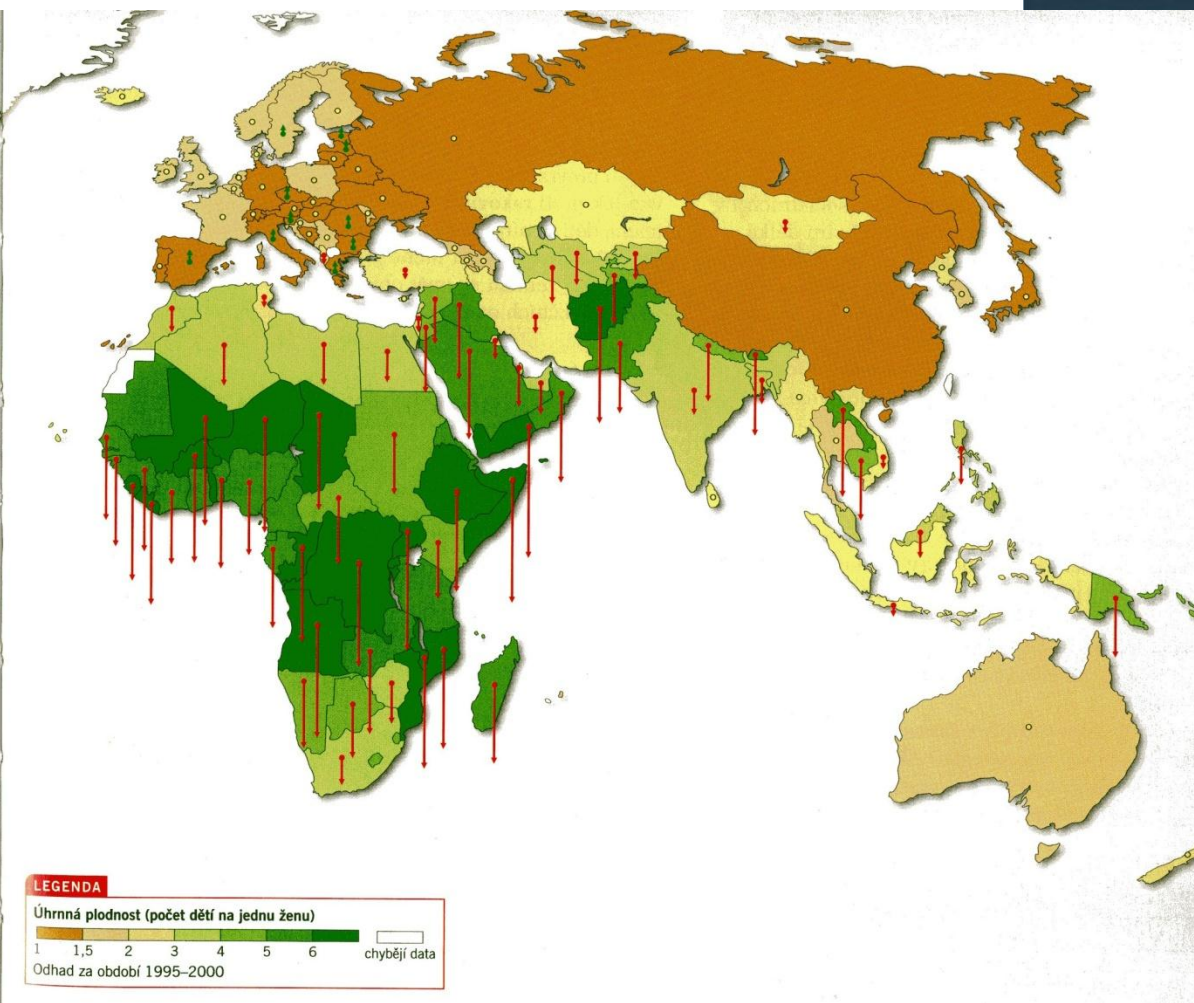 LEGENDA
Úhrnná plodnost (počet dětí na jednu ženu)
1 1,5 2 3 4 5 6 chybějí data
Odhad za období 1995–2000